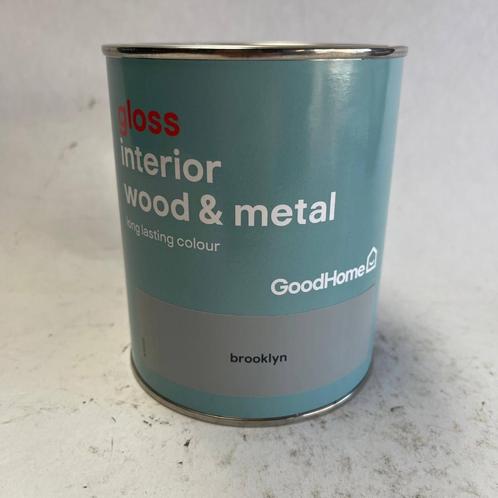 gloss
interior
wood & metal
long lasting colour
GoodHome
brooklyn